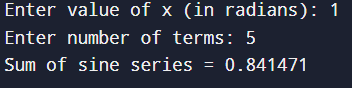 Enter value of x (in radians): 1
Enter number of terms: 5
Sum of sine series = 0.841471